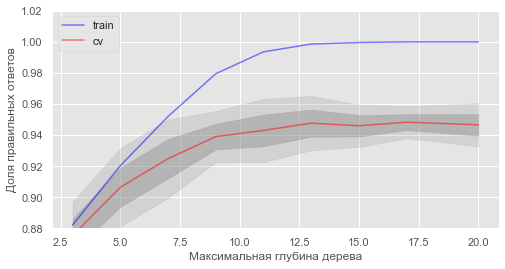 1.02
1.00
0.98
0.96
0.94
0.92
0.90
0.88
Доля правильных ответов
train
cv
2.5 5.0 7.5 10.0 12.5 15.0 17.5 20.0
Максимальная глубина дерева